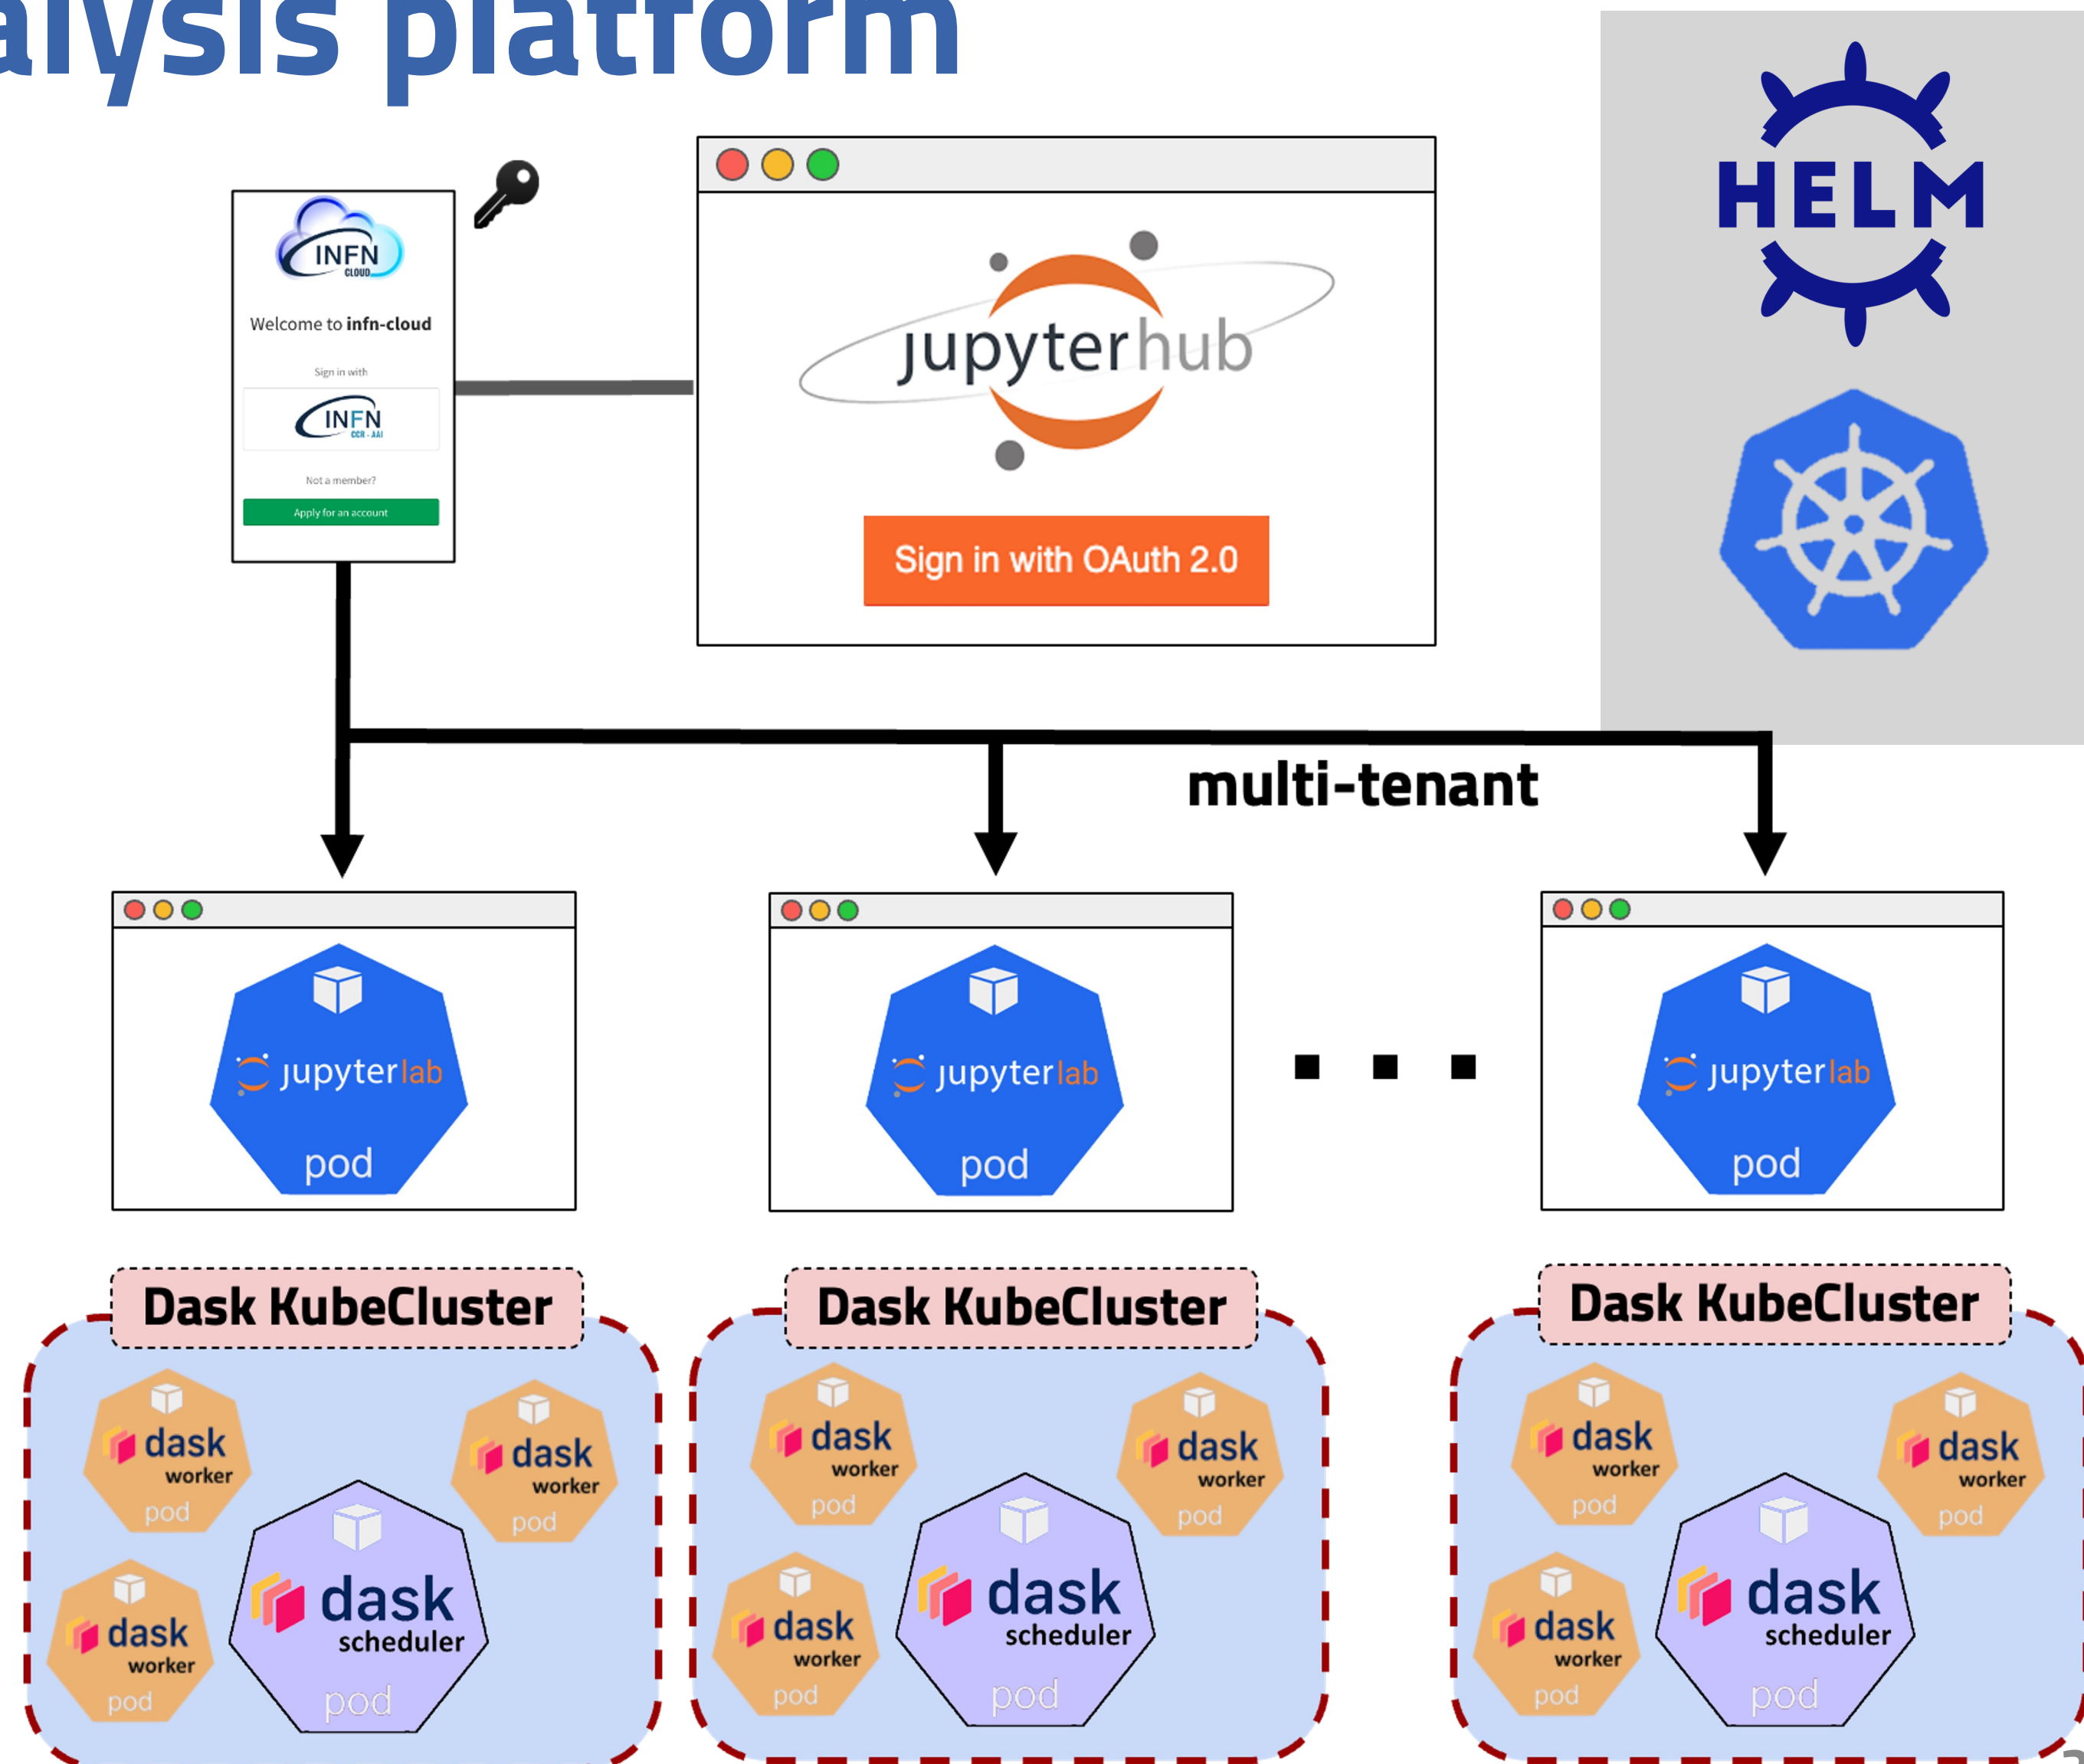 alysis platform
INFN
CLOUD
Welcome to infn-cloud
Sign in with
INFN
CCR - AAI
Not a member?
Apply for an account
jupyterhub
Sign in with OAuth 2.0
HELM
multi-tenant
jupyterlab
pod
jupyterlab
pod
jupyterlab
pod
Dask KubeCluster
dask
worker
pod
dask
worker
pod
dask
worker
pod
dask
scheduler
pod
Dask KubeCluster
dask
worker
pod
dask
worker
pod
dask
worker
pod
dask
scheduler
pod
Dask KubeCluster
dask
worker
pod
dask
worker
pod
dask
worker
pod
dask
scheduler
pod